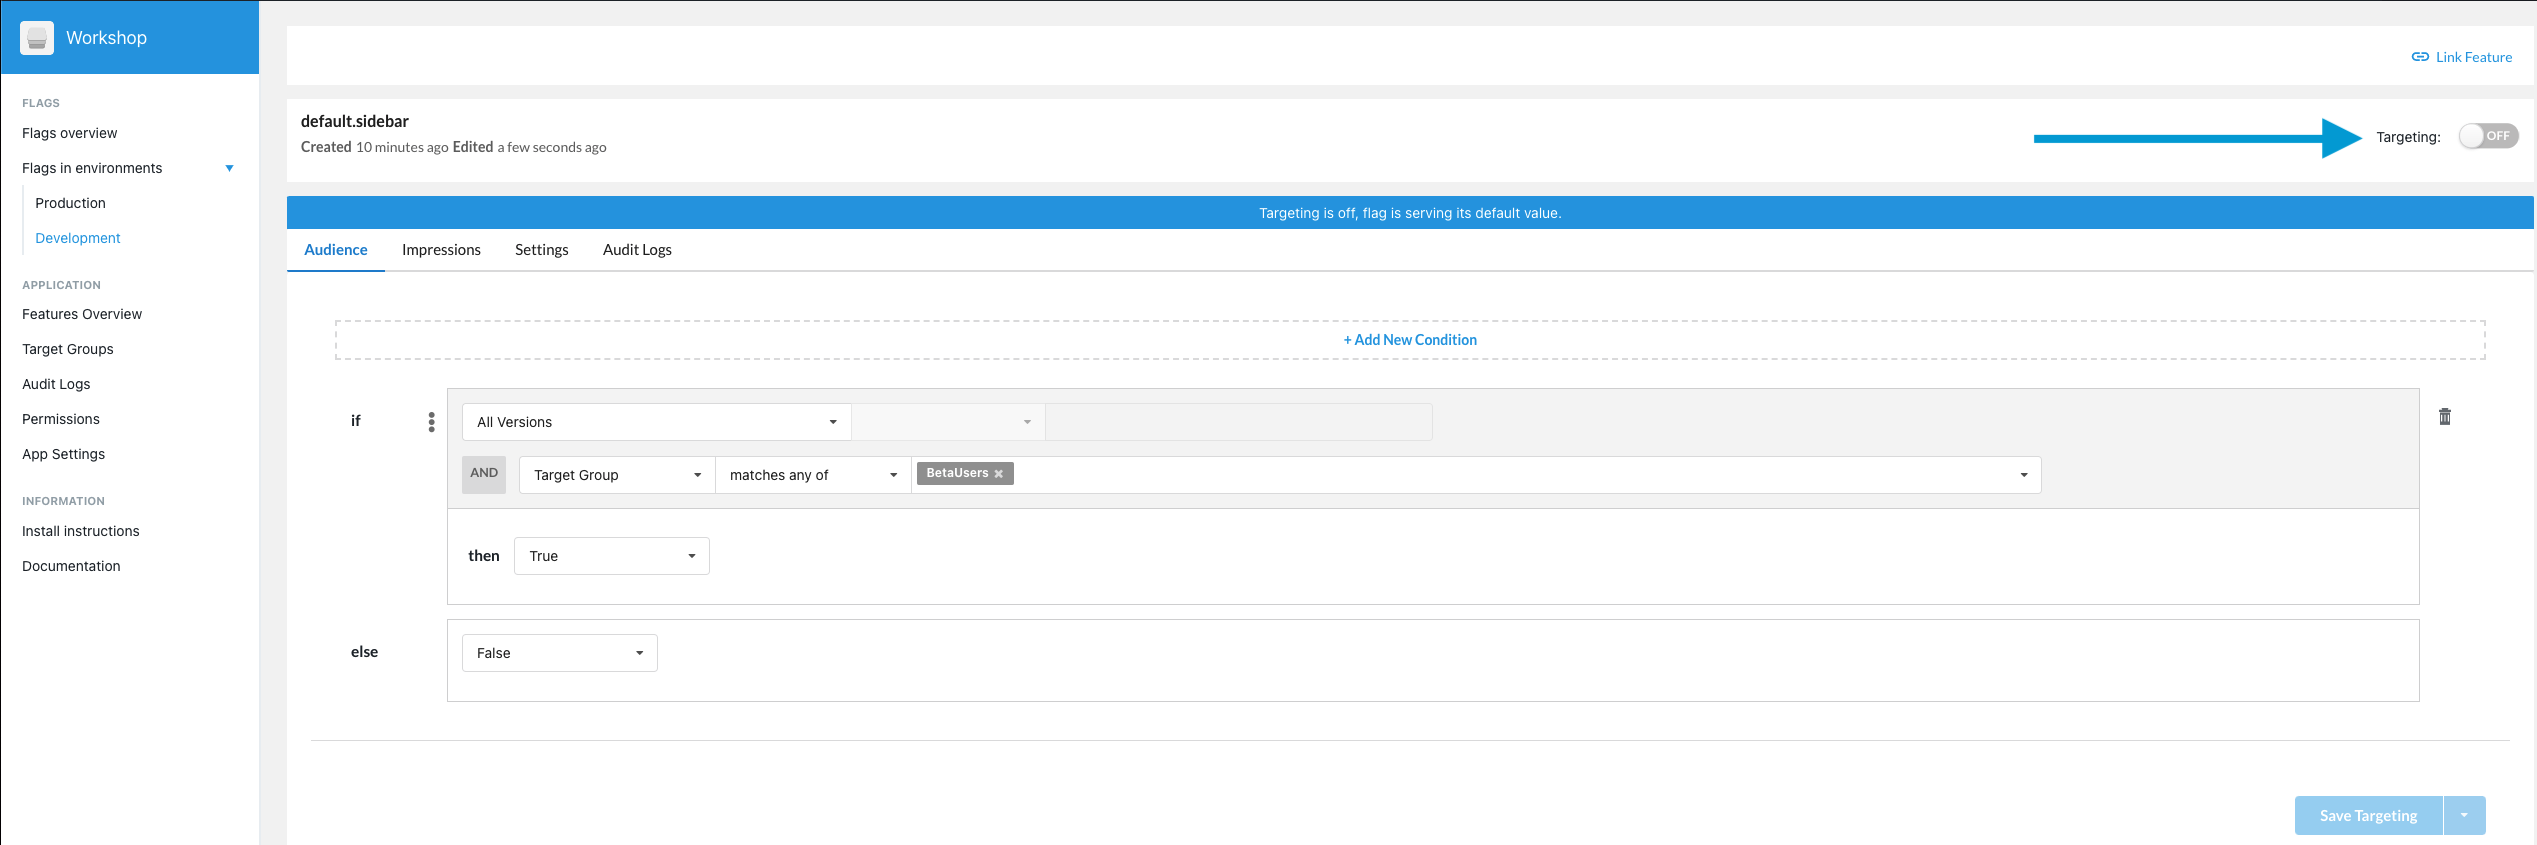 Workshop
FLAGS
Flags overview
Flags in environments
Production
Development
APPLICATION
Features Overview
Target Groups
Audit Logs
Permissions
App Settings
INFORMATION
Install instructions
Documentation
Link Feature
default.sidebar
Created 10 minutes ago Edited a few seconds ago
Targeting: OFF
Targeting is off, flag is serving its default value.
Audience Impressions Settings Audit Logs
+ Add New Condition
if All Versions
AND Target Group matches any of BetaUsers ×
then True
else False
Save Targeting